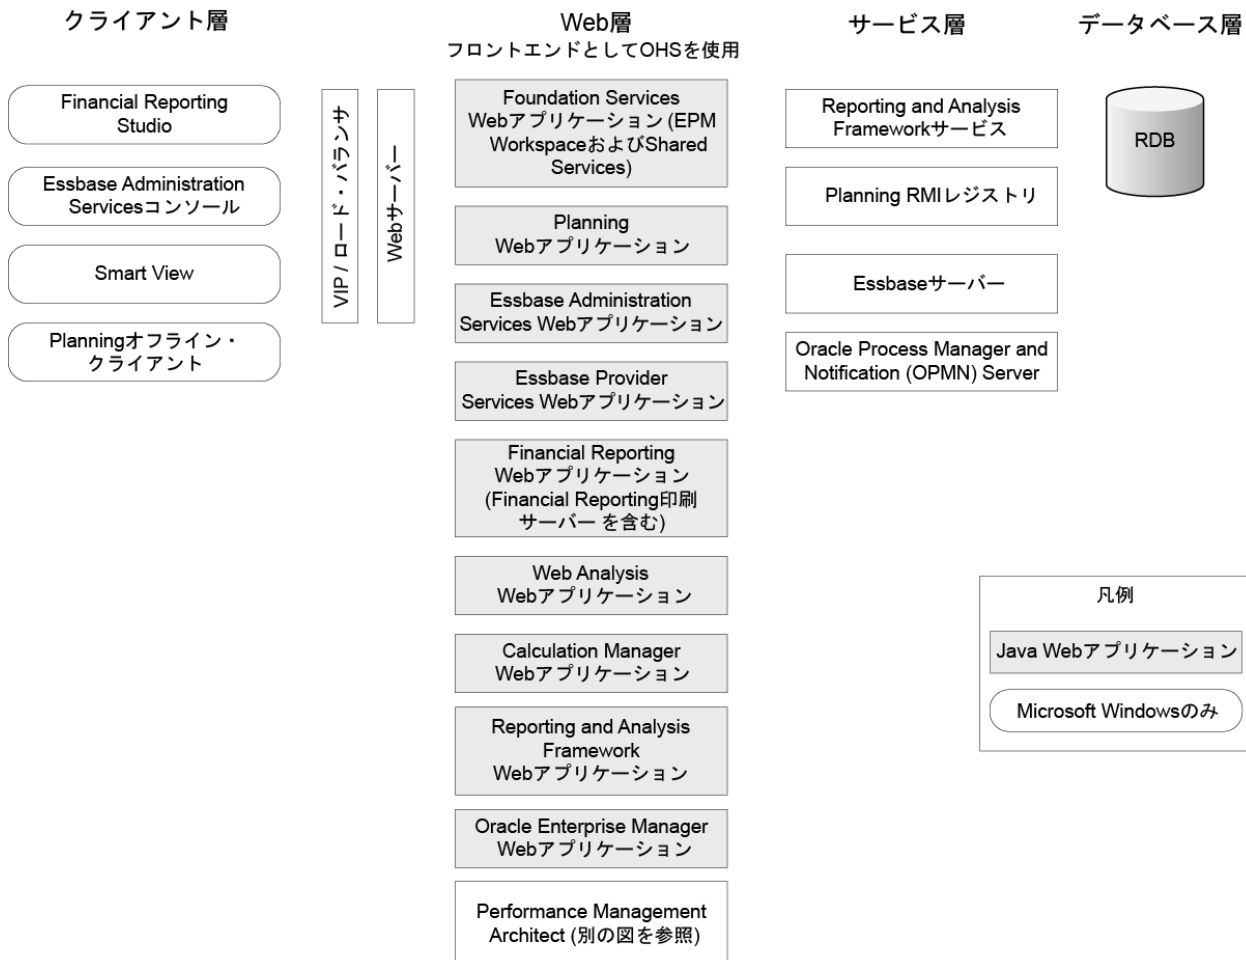 クライアント層
Web層
フロントエンドとしてOHSを使用
サービス層
データベース層
Financial Reporting
Studio
Essbase Administration
Servicesコンソール
Smart View
Planningオフライン・
クライアント
VIP / ロード・バランサ
Webサーバー
Foundation Services
Webアプリケーション (EPM
WorkspaceおよびShared
Services)
Planning
Webアプリケーション
Essbase Administration
Services Webアプリケーション
Essbase Provider
Services Webアプリケーション
Financial Reporting
Webアプリケーション
(Financial Reporting印刷
サーバー を含む)
Web Analysis
Webアプリケーション
Calculation Manager
Webアプリケーション
Reporting and Analysis
Framework
Webアプリケーション
Oracle Enterprise Manager
Webアプリケーション
Performance Management
Architect (別の図を参照)
Reporting and Analysis
Frameworkサービス
Planning RMIレジストリ
Essbaseサーバー
Oracle Process Manager and
Notification (OPMN) Server
RDB
凡例
Java Webアプリケーション
Microsoft Windowsのみ